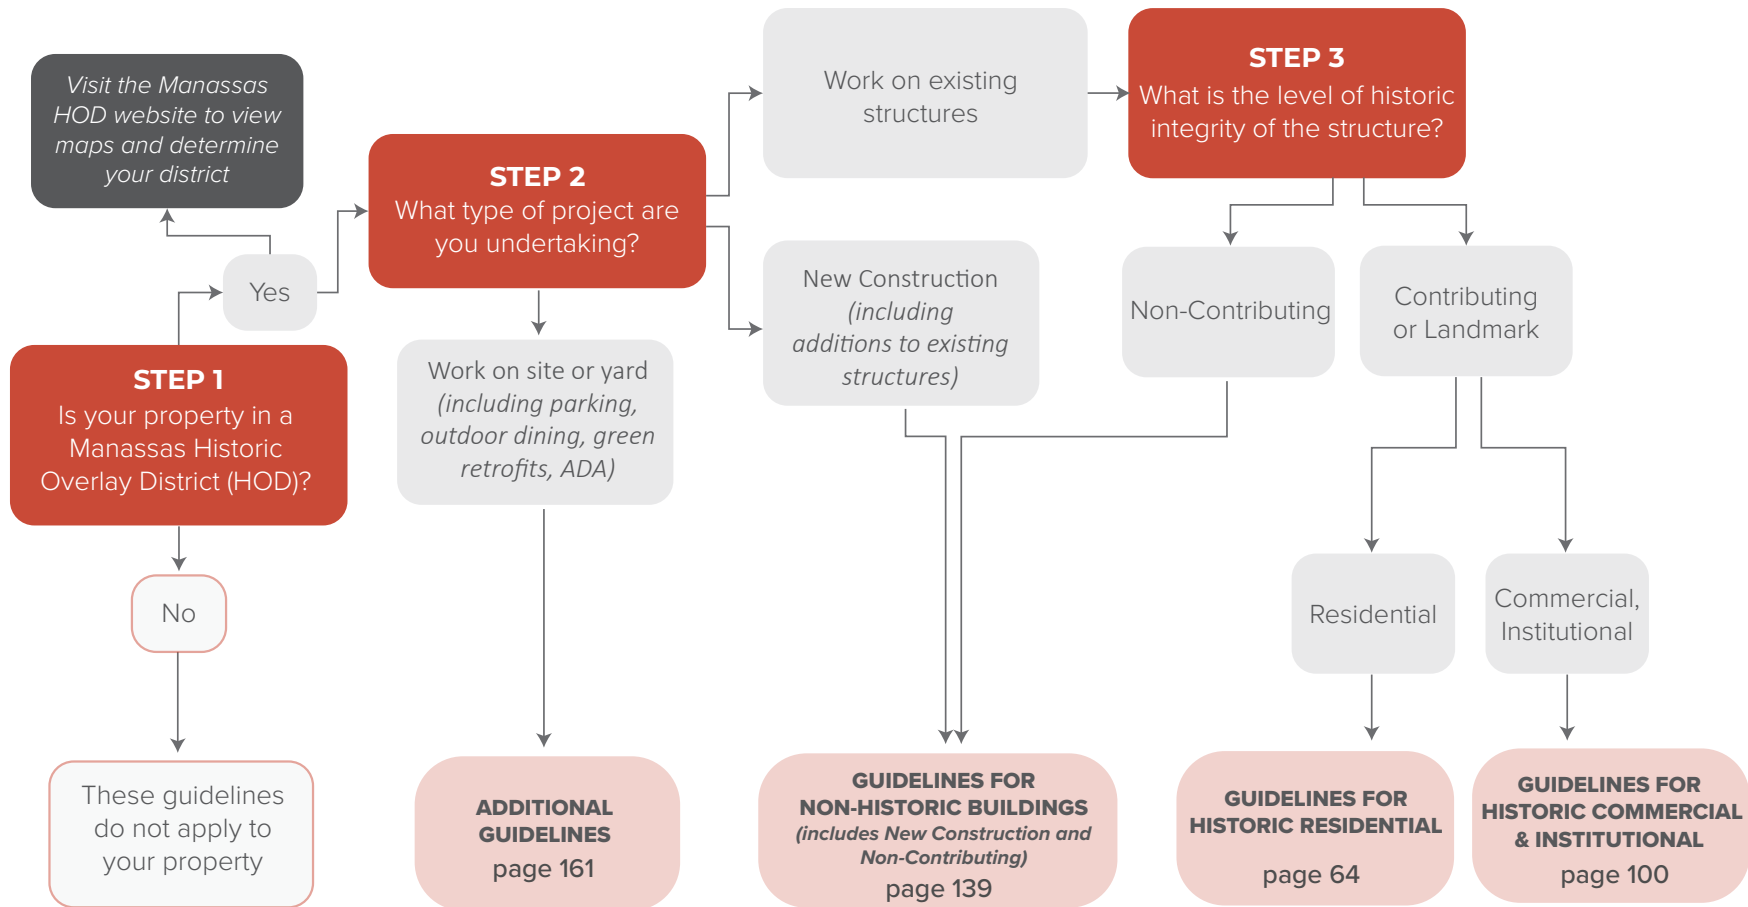 Visit the Manassas
HOD website to view
maps and determine
your district
Yes
STEP 1
Is your property in a
Manassas Historic
Overlay District (HOD)?
No
These guidelines
do not apply to
your property
STEP 2
What type of project are
you undertaking?
Work on site or yard
(including parking,
outdoor dining, green
retrofits, ADA)
ADDITIONAL
GUIDELINES
page 161
Work on existing
structures
New Construction
(including
additions to existing
structures)
GUIDELINES FOR
NON-HISTORIC BUILDINGS
(includes New Construction and
Non-Contributing)
page 139
STEP 3
What is the level of historic
integrity of the structure?
Non-Contributing
Contributing
or Landmark
Residential
Commercial,
Institutional
GUIDELINES FOR
HISTORIC RESIDENTIAL
page 64
GUIDELINES FOR
HISTORIC COMMERCIAL
& INSTITUTIONAL
page 100